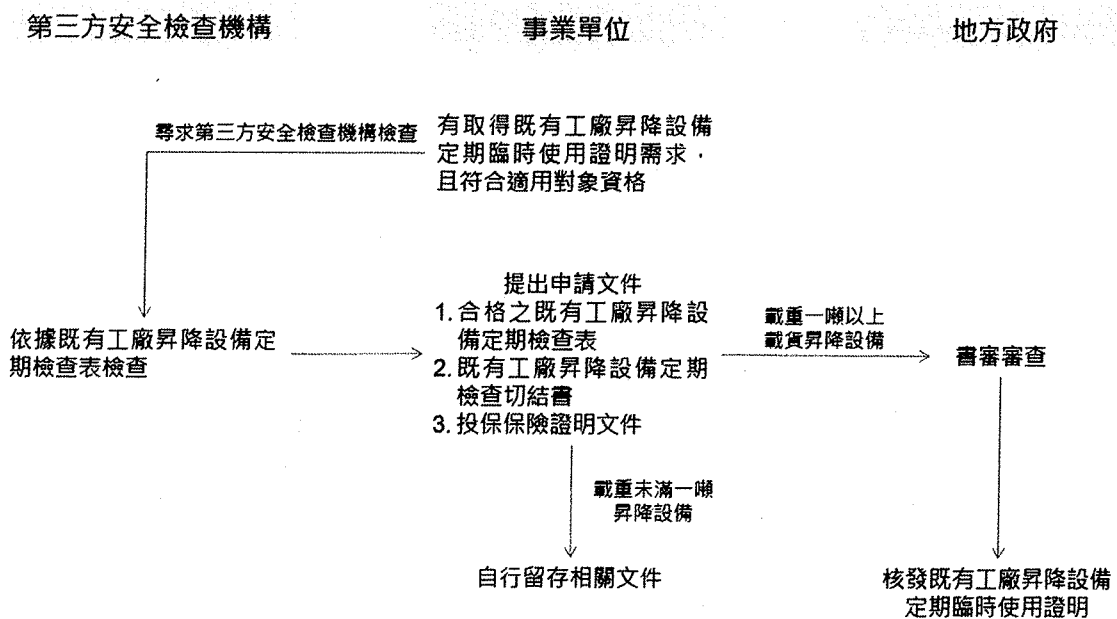 第三方安全檢查機構
事業單位
地方政府
尋求第三方安全檢查機構檢查
有取得既有工廠昇降設備
定期臨時使用證明需求，
且符合適用對象資格
依據既有工廠昇降設備定
期檢查表檢查
提出申請文件
1. 合格之既有工廠昇降設
備定期檢查表
2. 既有工廠昇降設備定期
檢查切結書
3. 投保保險證明文件
載重一噸以上
載貨昇降設備
書審審查
載重未滿一噸
昇降設備
自行留存相關文件
核發既有工廠昇降設備
定期臨時使用證明